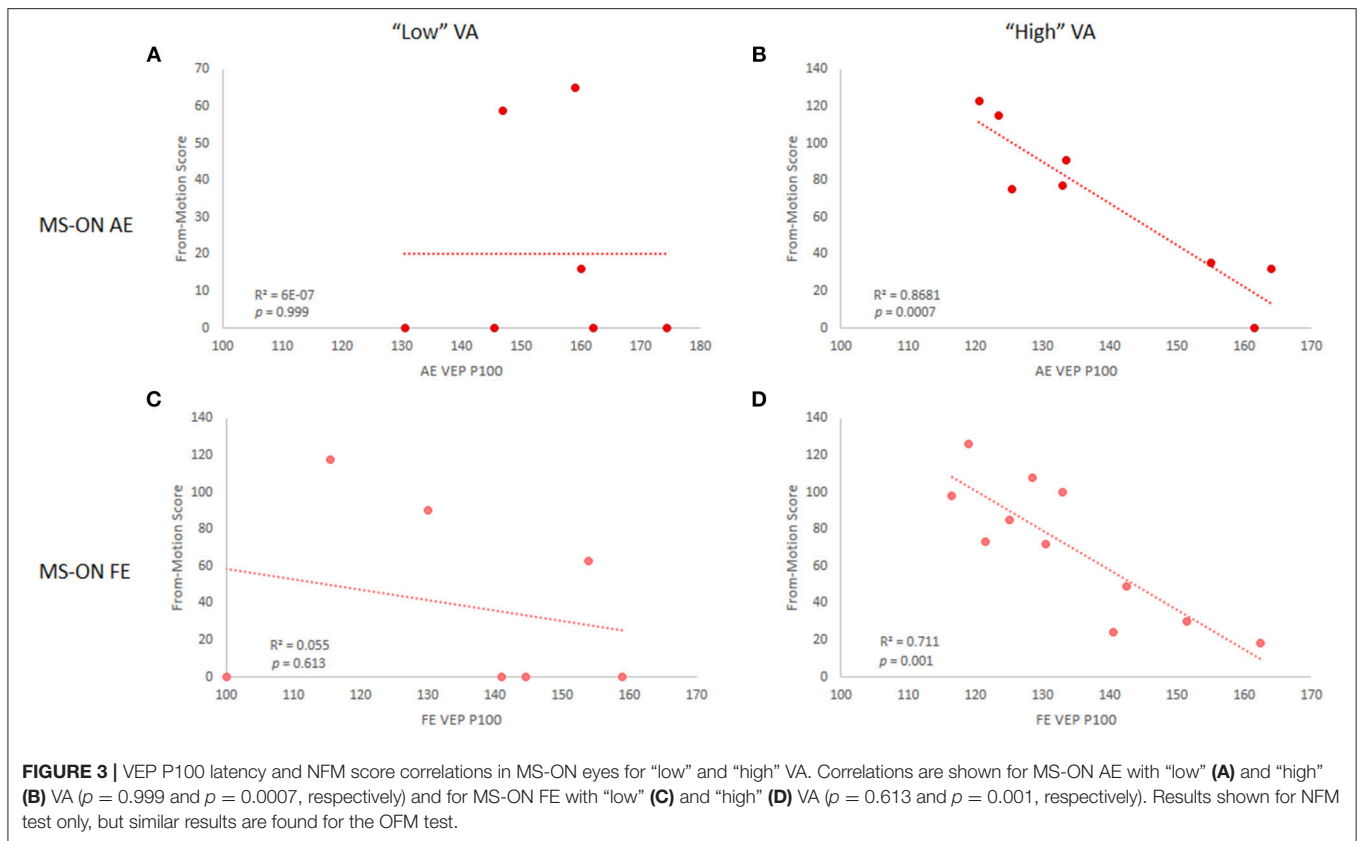 “Low” VA
“High” VA
A
70
60
50
40
30
20
10
0
From-Motion Score
R² = 6E-07
p = 0.999
100 110 120 130 140 150 160 170 180
AE VEP P100
B
140
120
100
80
60
40
20
0
From-Motion Score
R² = 0.8681
p = 0.0007
100 110 120 130 140 150 160 170
AE VEP P100
MS-ON AE
C
140
120
100
80
60
40
20
0
From-Motion Score
R² = 0.055
p = 0.613
100 110 120 130 140 150 160 170
FE VEP P100
D
140
120
100
80
60
40
20
0
From-Motion Score
R² = 0.711
p = 0.001
100 110 120 130 140 150 160 170
FE VEP P100
MS-ON FE
FIGURE 3 | VEP P100 latency and NFM score correlations in MS-ON eyes for “low” and “high” VA. Correlations are shown for MS-ON AE with “low” (A) and “high”
(B) VA (p = 0.999 and p = 0.0007, respectively) and for MS-ON FE with “low” (C) and “high” (D) VA (p = 0.613 and p = 0.001, respectively). Results shown for NFM
test only, but similar results are found for the OFM test.